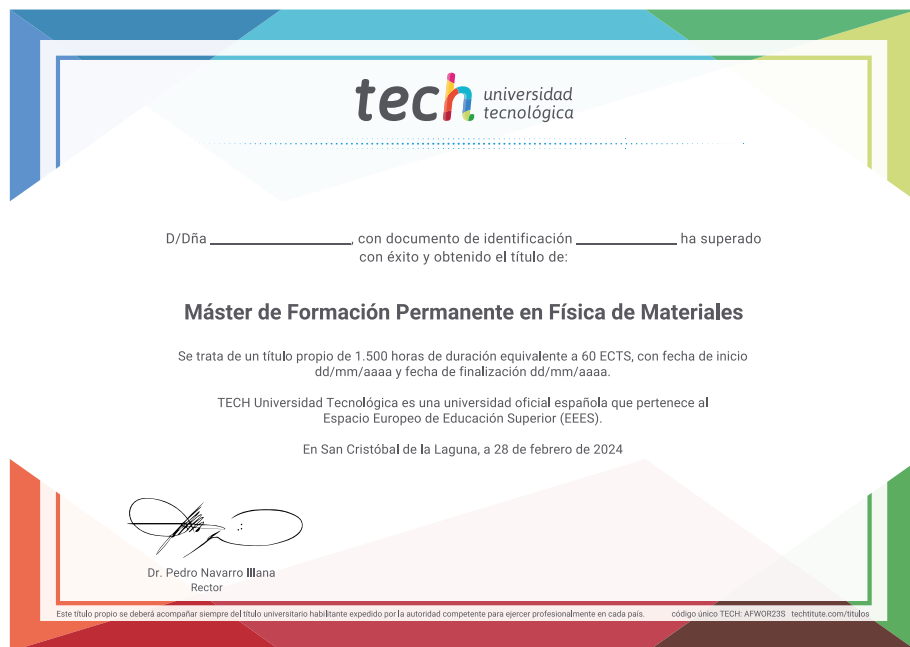 tech universidad
tecnológica
D/Dña ____________, con documento de identificación ____________ ha superado
con éxito y obtenido el título de:
Máster de Formación Permanente en Física de Materiales
Se trata de un título propio de 1.500 horas de duración equivalente a 60 ECTS, con fecha de inicio
dd/mm/aaaa y fecha de finalización dd/mm/aaaa.
TECH Universidad Tecnológica es una universidad oficial española que pertenece al
Espacio Europeo de Educación Superior (EEES).
En San Cristóbal de la Laguna, a 28 de febrero de 2024
Dr. Pedro Navarro Illana
Rector
Este título propio se deberá acompañar siempre del título universitario habilitante expedido por la autoridad competente para ejercer profesionalmente en cada país. código único TECH: AFWOR23S techtitute.com/titulos